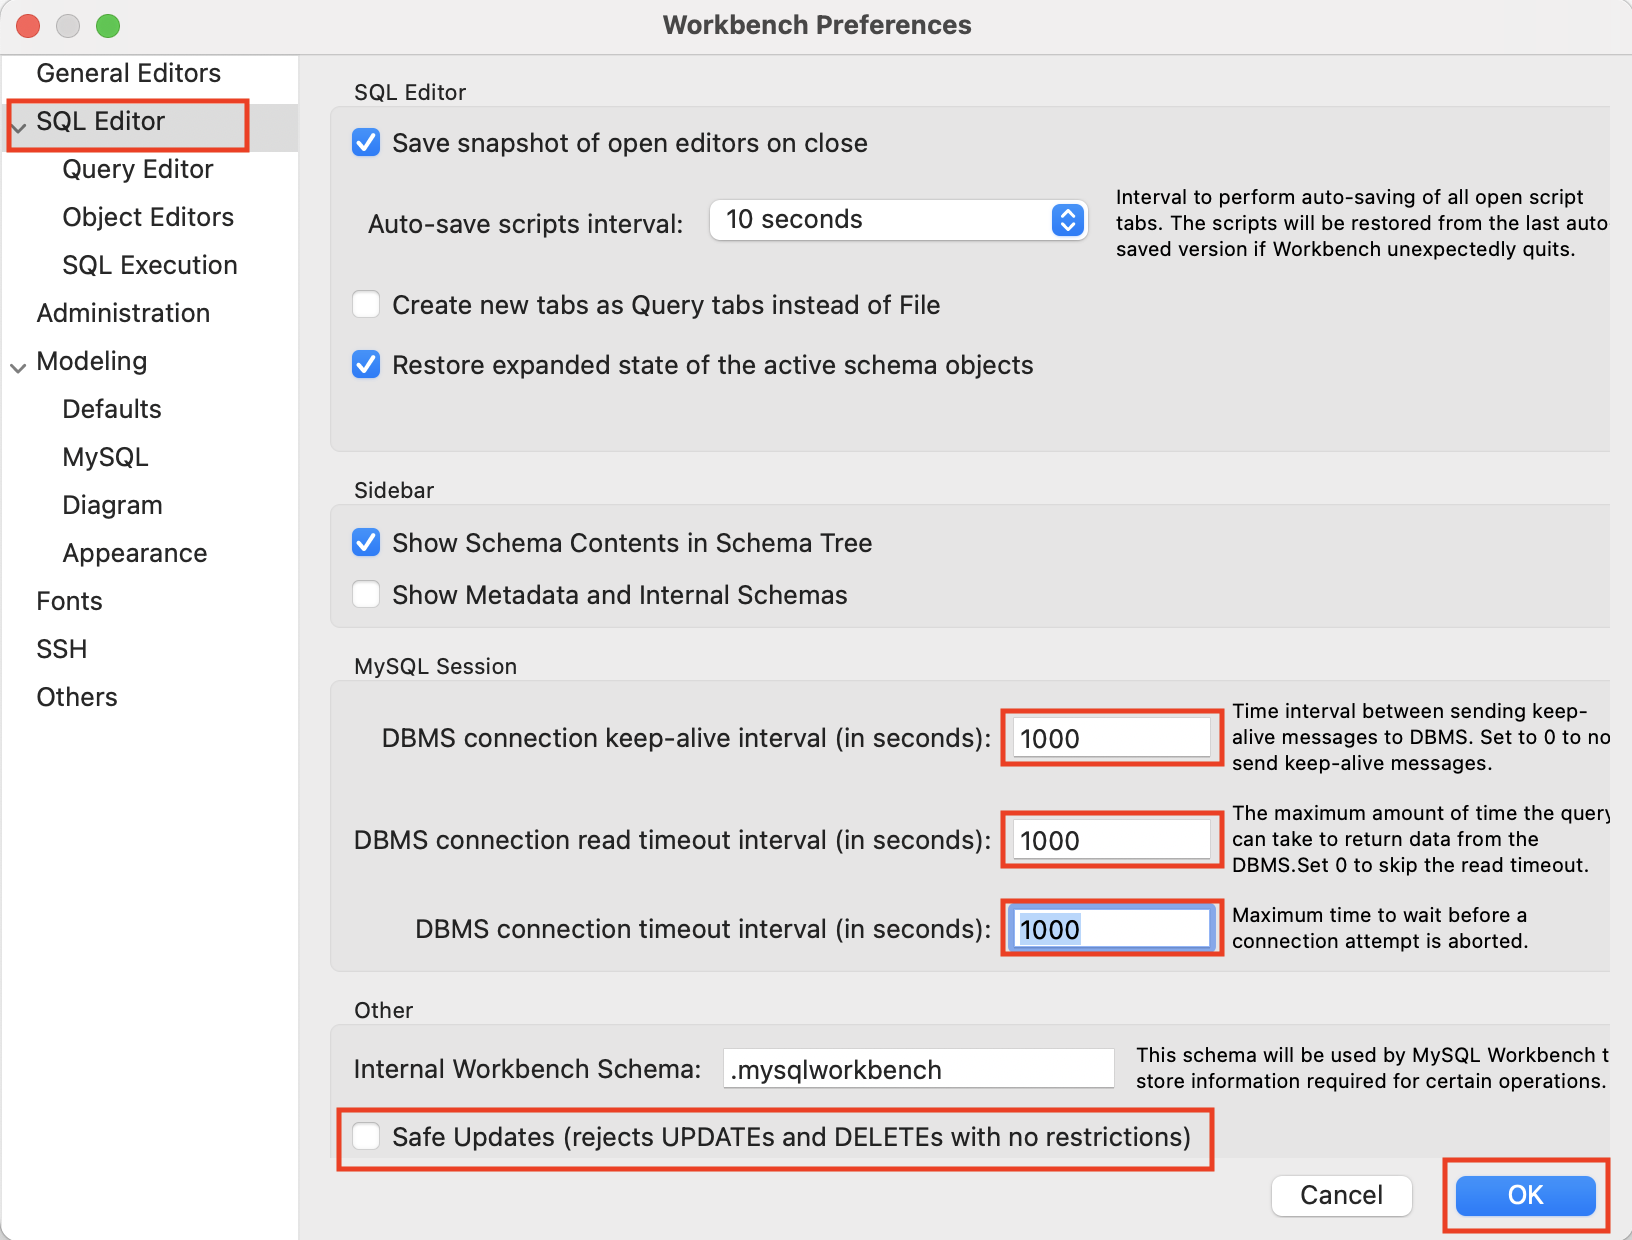 Workbench Preferences
General Editors
SQL Editor
Query Editor
Object Editors
SQL Execution
Administration
Modeling
Defaults
MySQL
Diagram
Appearance
Fonts
SSH
Others
SQL Editor
Save snapshot of open editors on close
Auto-save scripts interval:
10 seconds
Interval to perform auto-saving of all open script
tabs. The scripts will be restored from the last auto
saved version if Workbench unexpectedly quits.
Create new tabs as Query tabs instead of File
Restore expanded state of the active schema objects
Sidebar
Show Schema Contents in Schema Tree
Show Metadata and Internal Schemas
MySQL Session
DBMS connection keep-alive interval (in seconds):
1000
Time interval between sending keep-
alive messages to DBMS. Set to 0 to no
send keep-alive messages.
DBMS connection read timeout interval (in seconds):
1000
The maximum amount of time the query
can take to return data from the
DBMS.Set 0 to skip the read timeout.
DBMS connection timeout interval (in seconds):
1000
Maximum time to wait before a
connection attempt is aborted.
Other
Internal Workbench Schema:
.mysqlworkbench
This schema will be used by MySQL Workbench t
store information required for certain operations.
Safe Updates (rejects UPDATEs and DELETEs with no restrictions)
Cancel
OK